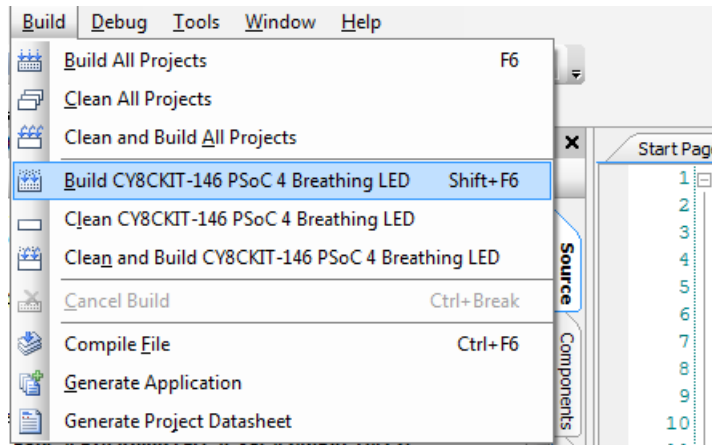 Build Debug Tools Window Help
Build All Projects F6
Clean All Projects
Clean and Build All Projects
Build CY8CKIT-146 PSoC 4 Breathing LED Shift+F6
Clean CY8CKIT-146 PSoC 4 Breathing LED
Clean and Build CY8CKIT-146 PSoC 4 Breathing LED
Cancel Build Ctrl+Break
Compile File Ctrl+F6
Generate Application
Generate Project Datasheet
Source
Components
Start Pag
1
2
3
4
5
6
7
8
9
10